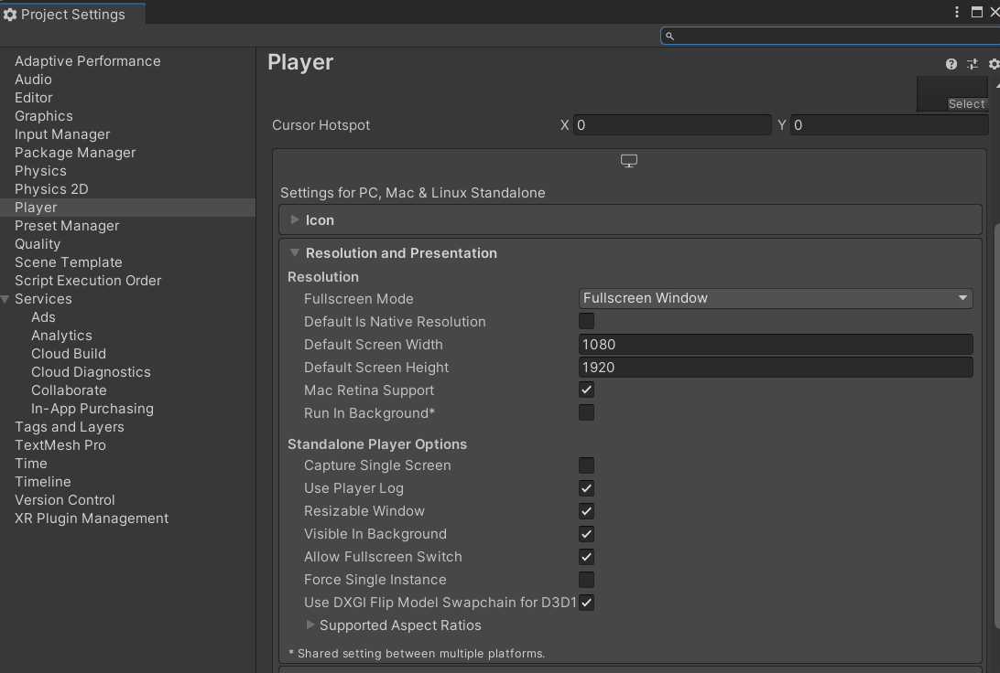 Project Settings
Adaptive Performance
Audio
Editor
Graphics
Input Manager
Package Manager
Physics
Physics 2D
Player
Preset Manager
Quality
Scene Template
Script Execution Order
Services
Ads
Analytics
Cloud Build
Cloud Diagnostics
Collaborate
In-App Purchasing
Tags and Layers
TextMesh Pro
Time
Timeline
Version Control
XR Plugin Management
Player
Select
Cursor Hotspot X 0 Y 0
Settings for PC, Mac & Linux Standalone
Icon
Resolution and Presentation
Resolution
Fullscreen Mode Fullscreen Window
Default Is Native Resolution
Default Screen Width 1080
Default Screen Height 1920
Mac Retina Support
Run In Background*
Standalone Player Options
Capture Single Screen
Use Player Log
Resizable Window
Visible In Background
Allow Fullscreen Switch
Force Single Instance
Use DXGI Flip Model Swapchain for D3D1
Supported Aspect Ratios
* Shared setting between multiple platforms.